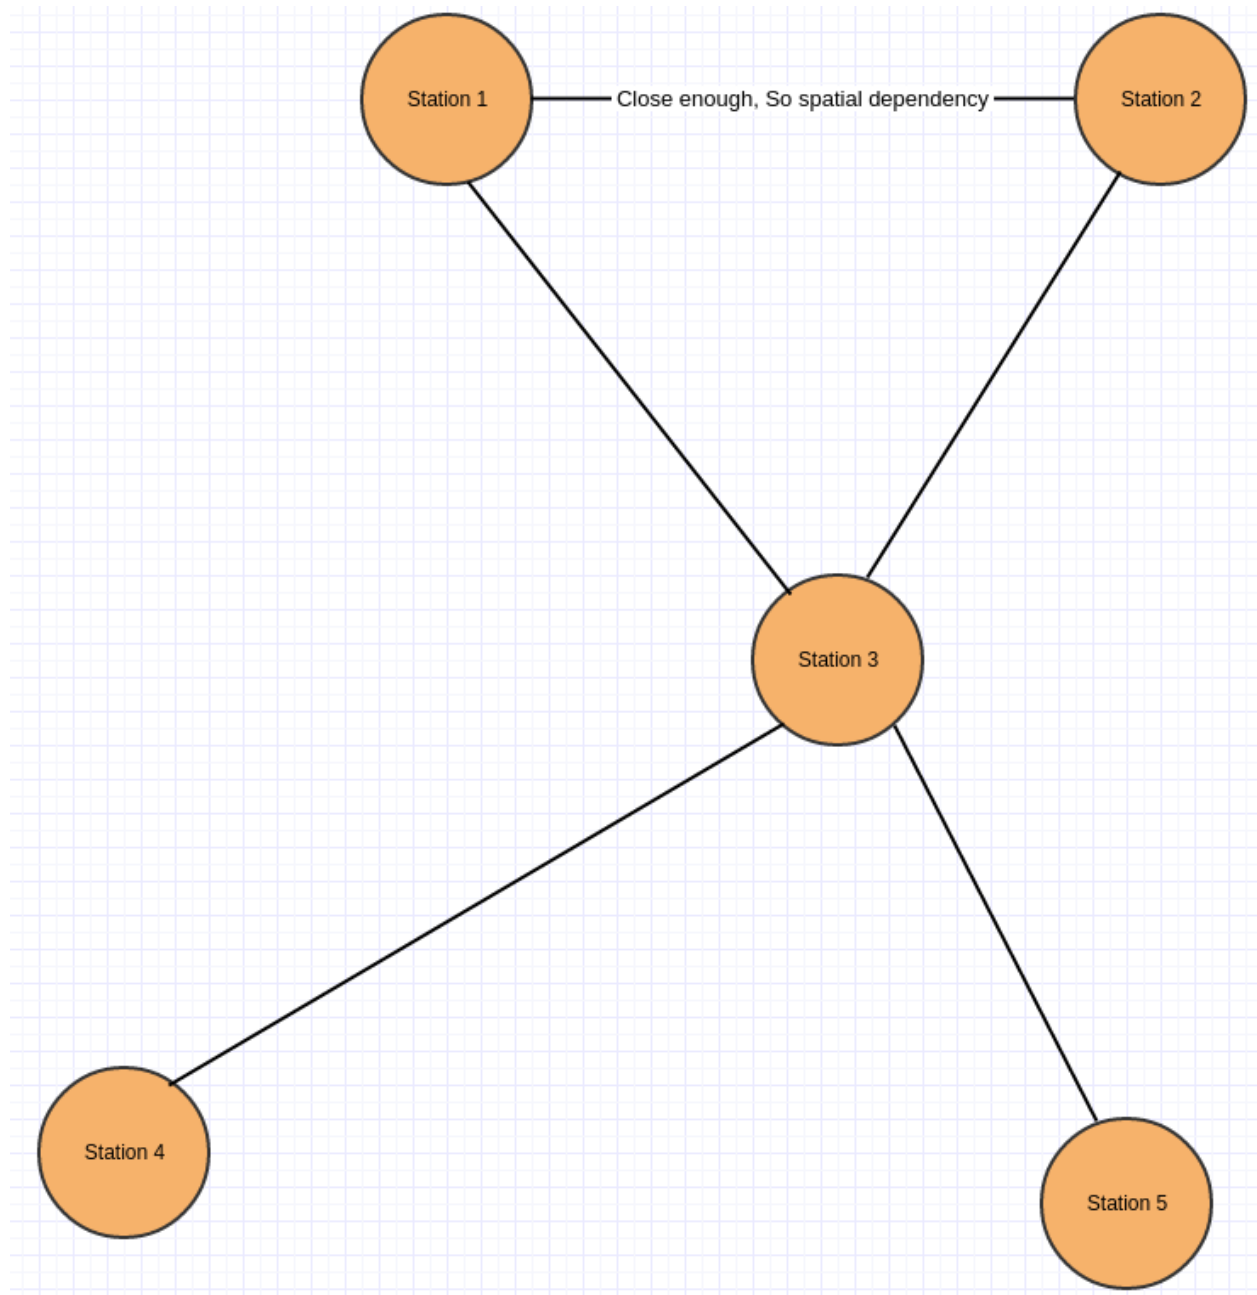 Station 1
Close enough, So spatial dependency
Station 2
Station 3
Station 4
Station 5